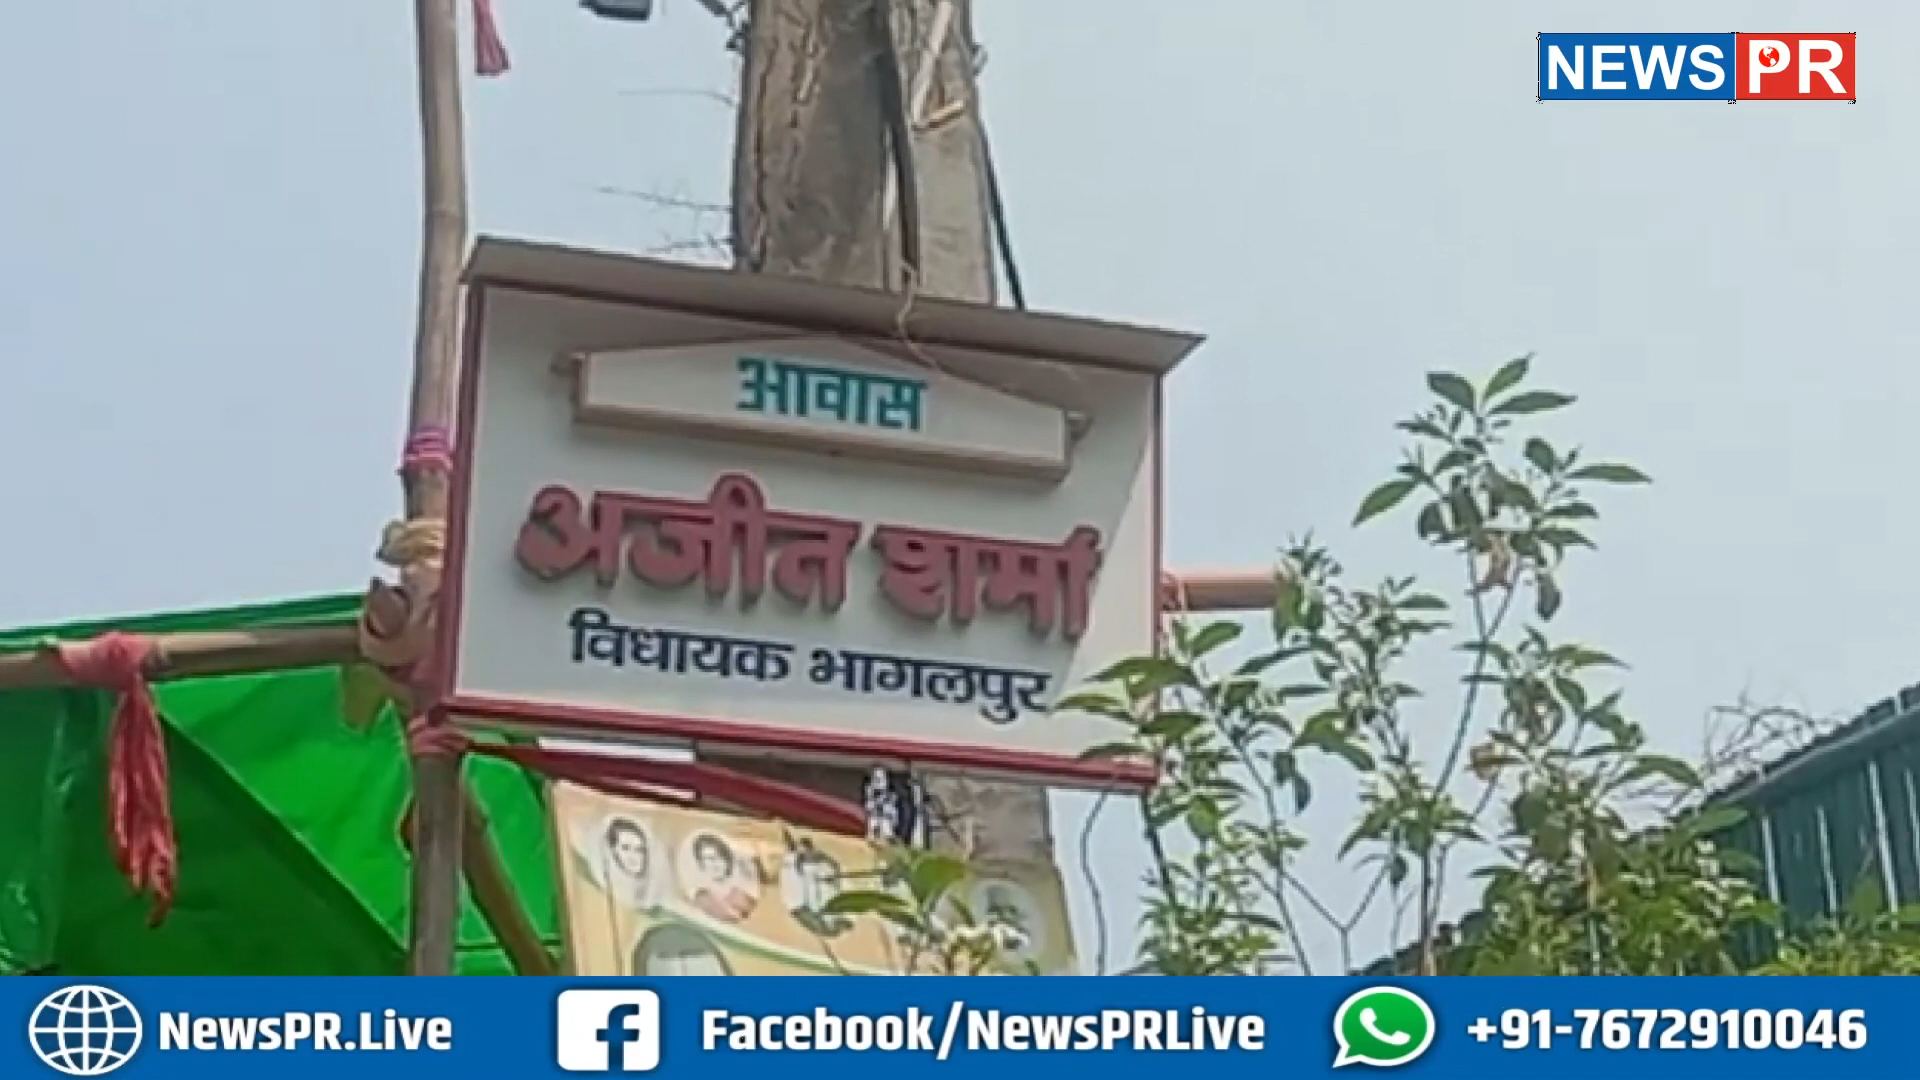 NEWS PR
आवास
अजीत शर्मा
विधायक भागलपुर
NewsPR.Live
Facebook/NewsPRLive
+91-7672910046